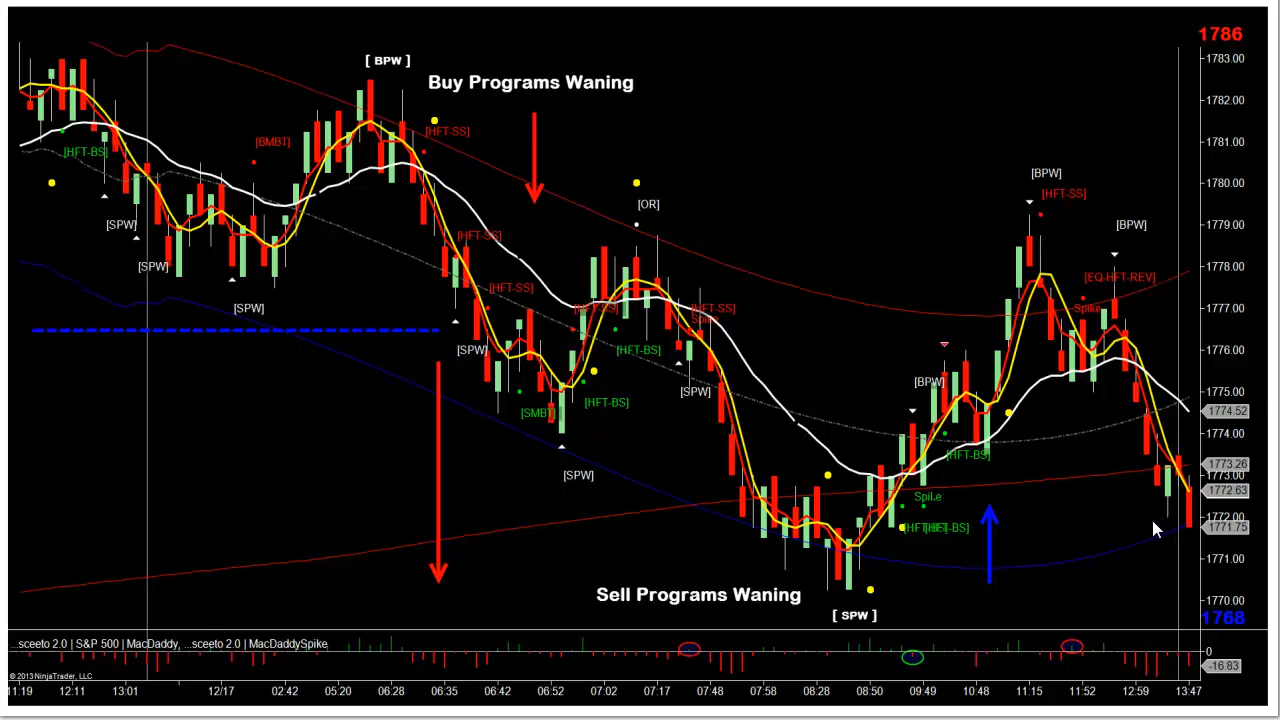 1786
1783.00
[ BPW ]
Buy Programs Waning
1782.00
[HFT-SS]
[BMBT]
1781.00
[HFT-BS]
1780.00
[BPW]
[HFT-SS]
[OR]
1779.00
[SPW]
[BPW]
[HFT-SS]
1778.00
[SPW]
[EQ-HFT-REV]
[HFT-SS]
1777.00
[SPW]
[HFT-SS]
Spike
1776.00
[SPW]
[HFT-BS]
1775.00
[BPW]
[SPW]
[HFT-BS]
[SMBT]
1774.52
1774.00
[HFT-BS]
1773.26
1773.00
[SPW]
1772.63
Spil.e
1772.00
1771.75
1771.00
1770.00
Sell Programs Waning
[ SPW ]
1768
...sceeto 2.0 | S&P 500 | MacDaddy, ...sceeto 2.0 | MacDaddySpike
0
-16.83
© 2013 NinjaTrader, LLC
11:19 12:11 13:01 12/17 02:42 05:20 06:28 06:35 06:42 06:52 07:02 07:17 07:48 07:58 08:28 08:50 09:49 10:48 11:15 11:52 12:59 13:47